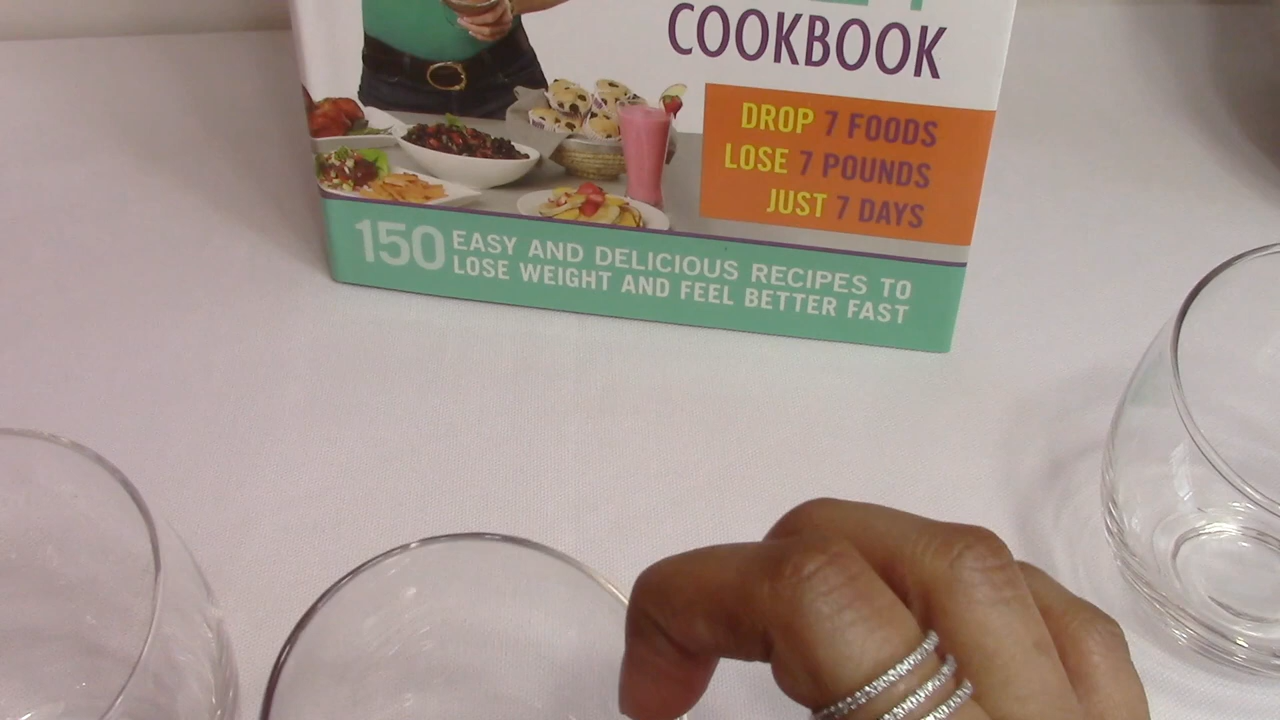 COOKBOOK
DROP 7 FOODS
LOSE 7 POUNDS
JUST 7 DAYS
150 EASY AND DELICIOUS RECIPES TO
LOSE WEIGHT AND FEEL BETTER FAST